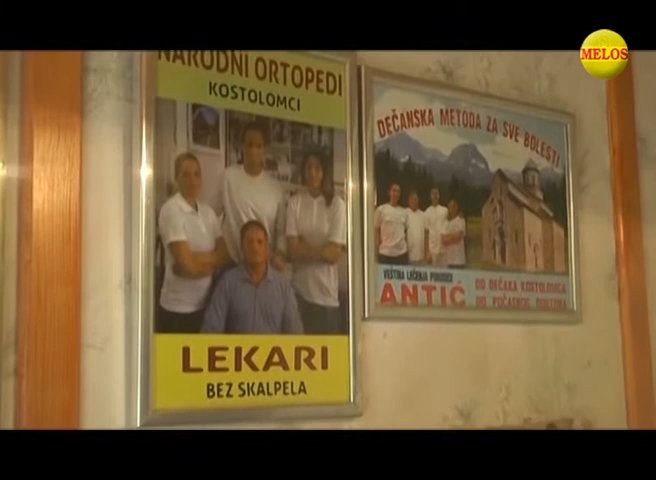 MELOS
NARODNI ORTOPEDI
KOSTOLOMCI
LEKARI
BEZ SKALPELA
DEČANSKA METODA ZA SVE BOLESTI
VEŠTINA LEČENJA PORODICE
ANTIĆ
OD DEČAKA KOSTOLOMCA
DO POČASNOG DOKTORA